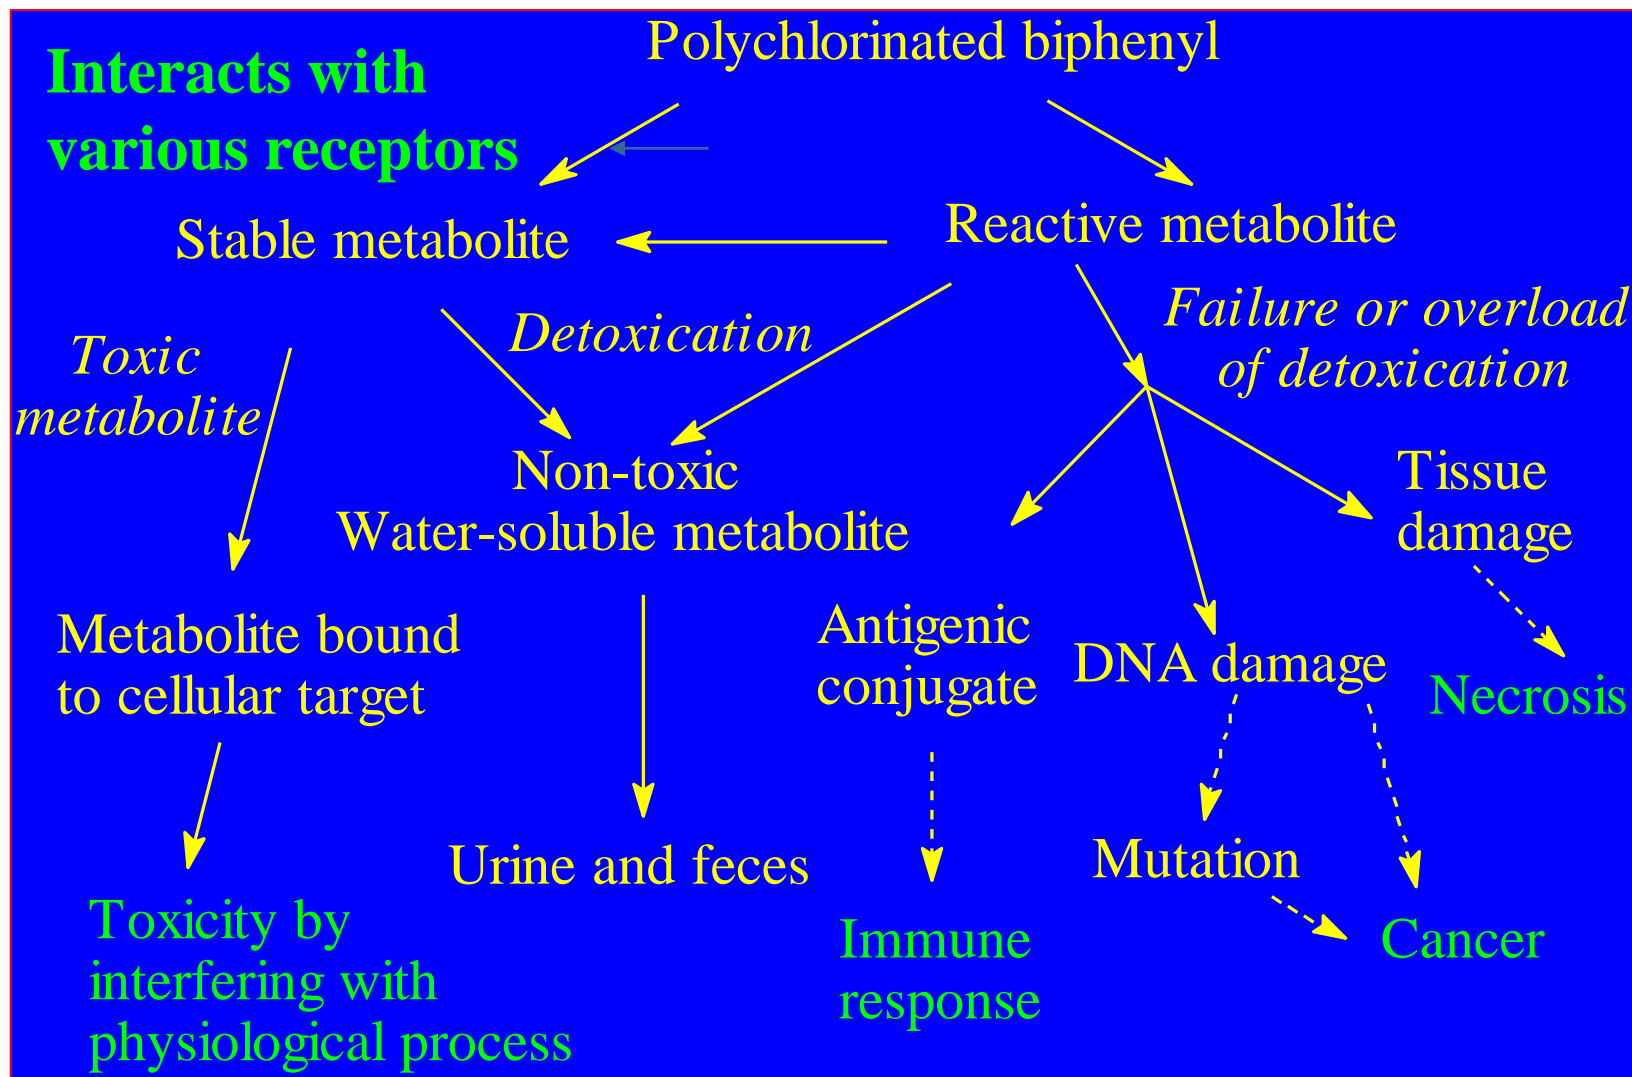 Polychlorinated biphenyl
Interacts with
various receptors
Stable metabolite
Reactive metabolite
Failure or overload
of detoxication
Detoxication
Toxic
metabolite
Non-toxic
Water-soluble metabolite
Tissue
damage
Metabolite bound
to cellular target
Antigenic
conjugate
DNA damage
Necrosis
Urine and feces
Mutation
Toxicity by
interfering with
physiological process
Immune
response
Cancer